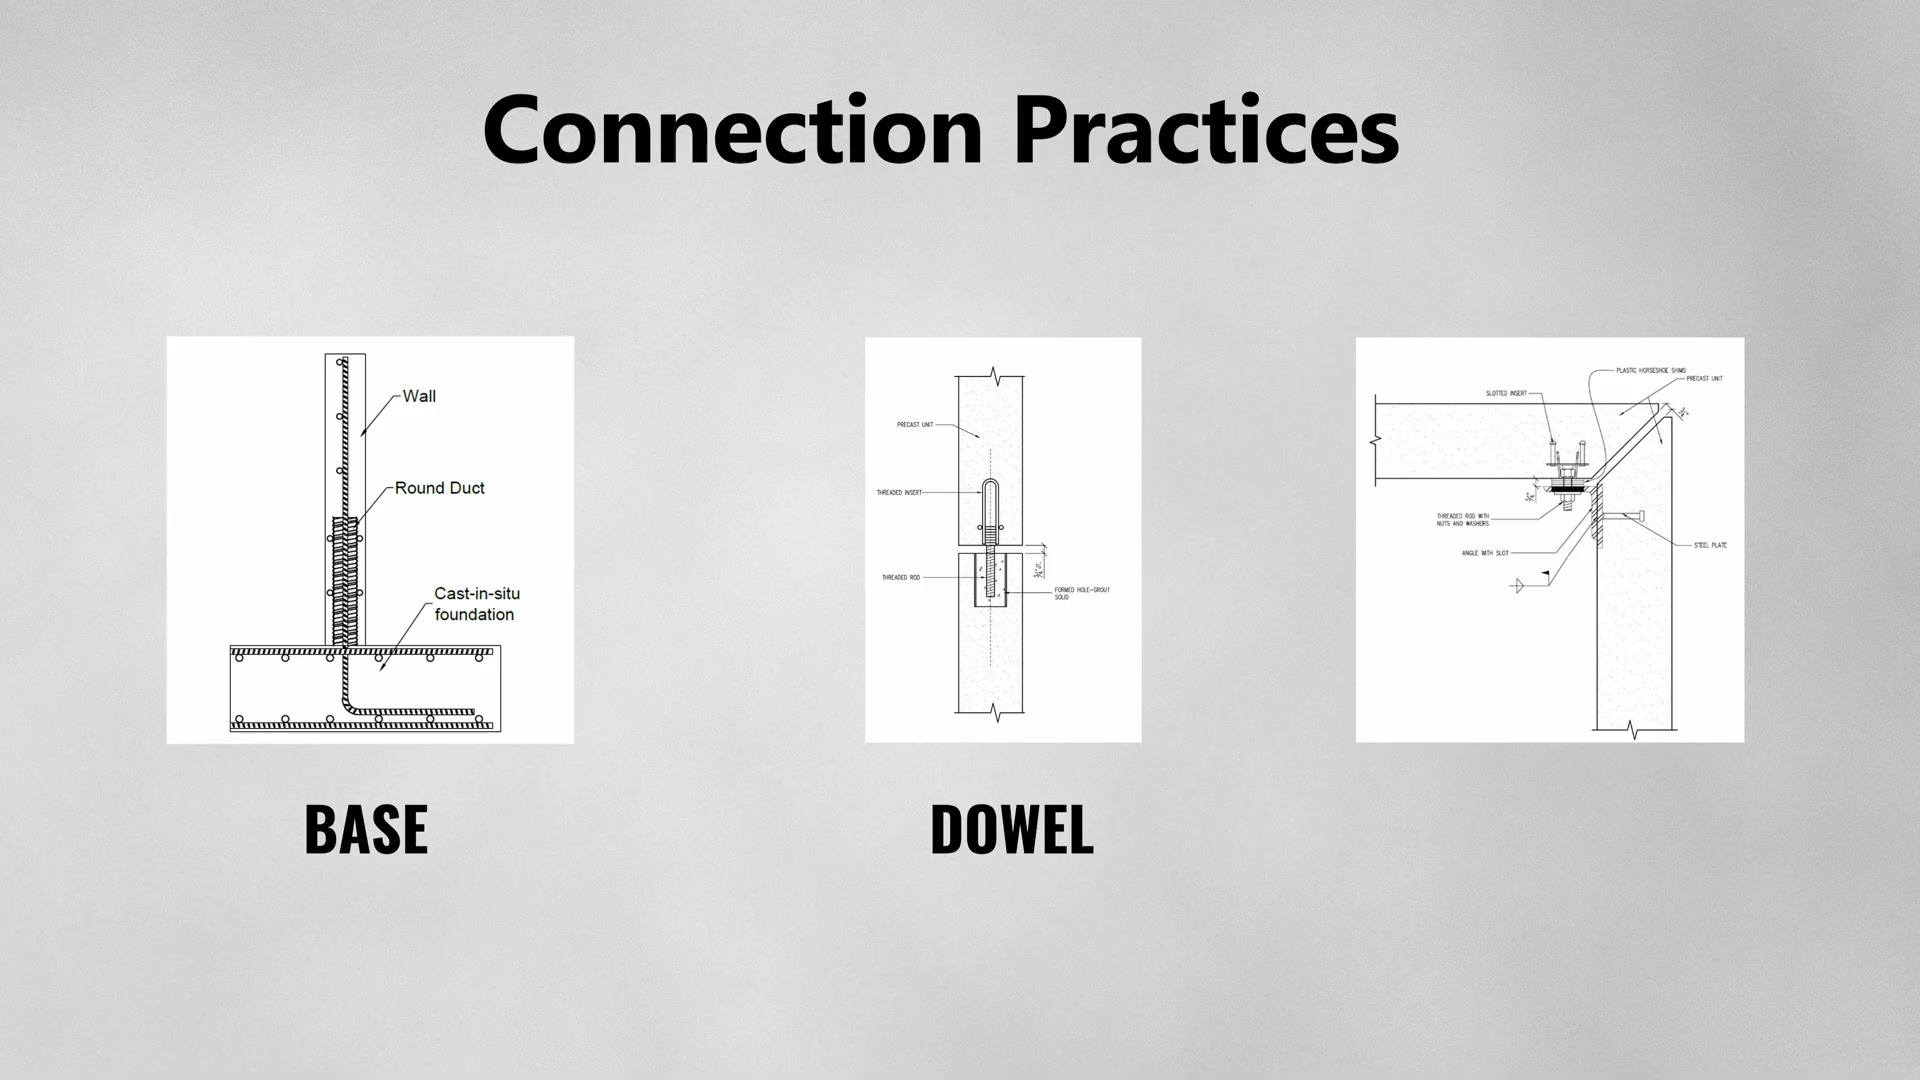 Connection Practices
Wall
Round Duct
Cast-in-situ
foundation
PRECAST UNIT
THREADED INSERT
THREADED ROD
FORMED HOLE-GROUT
SOLID
PLASTIC HORSESHOE SHIMS
PRECAST UNIT
SLOTTED INSERT
THREADED ROD WITH
NUTS AND WASHERS
ANGLE WITH SLOT
STEEL PLATE
BASE
DOWEL